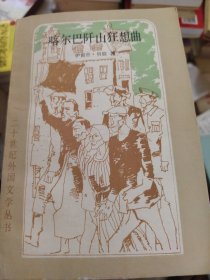 喀尔巴阡山狂想曲
伊雷什·贝拉 著
二十世纪外国文学丛书